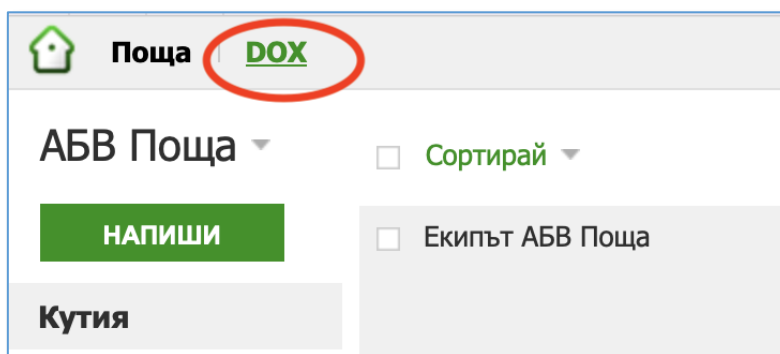 Поща DOX
АБВ Поща
Сортирай
НАПИШИ
Екипът АБВ Поща
Кутия